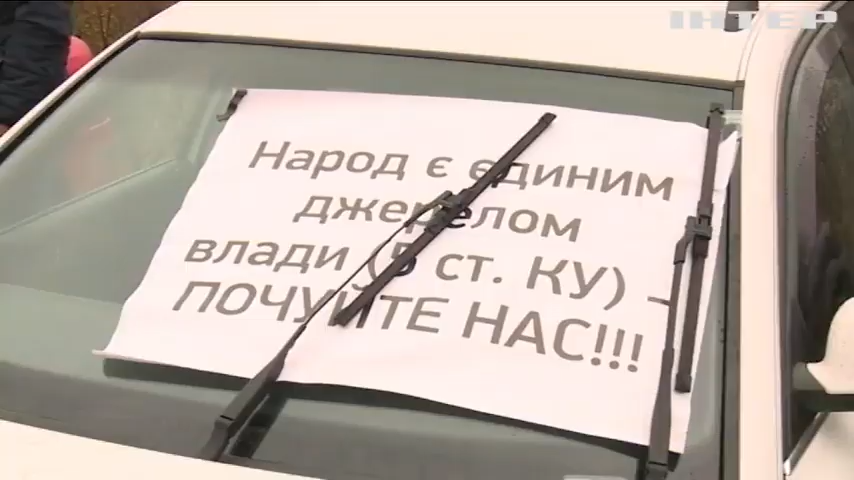 ІНТЕР
Народ є єдиним
джерелом
влади (5 ст. КУ) –
ПОЧУЙТЕ НАС!!!